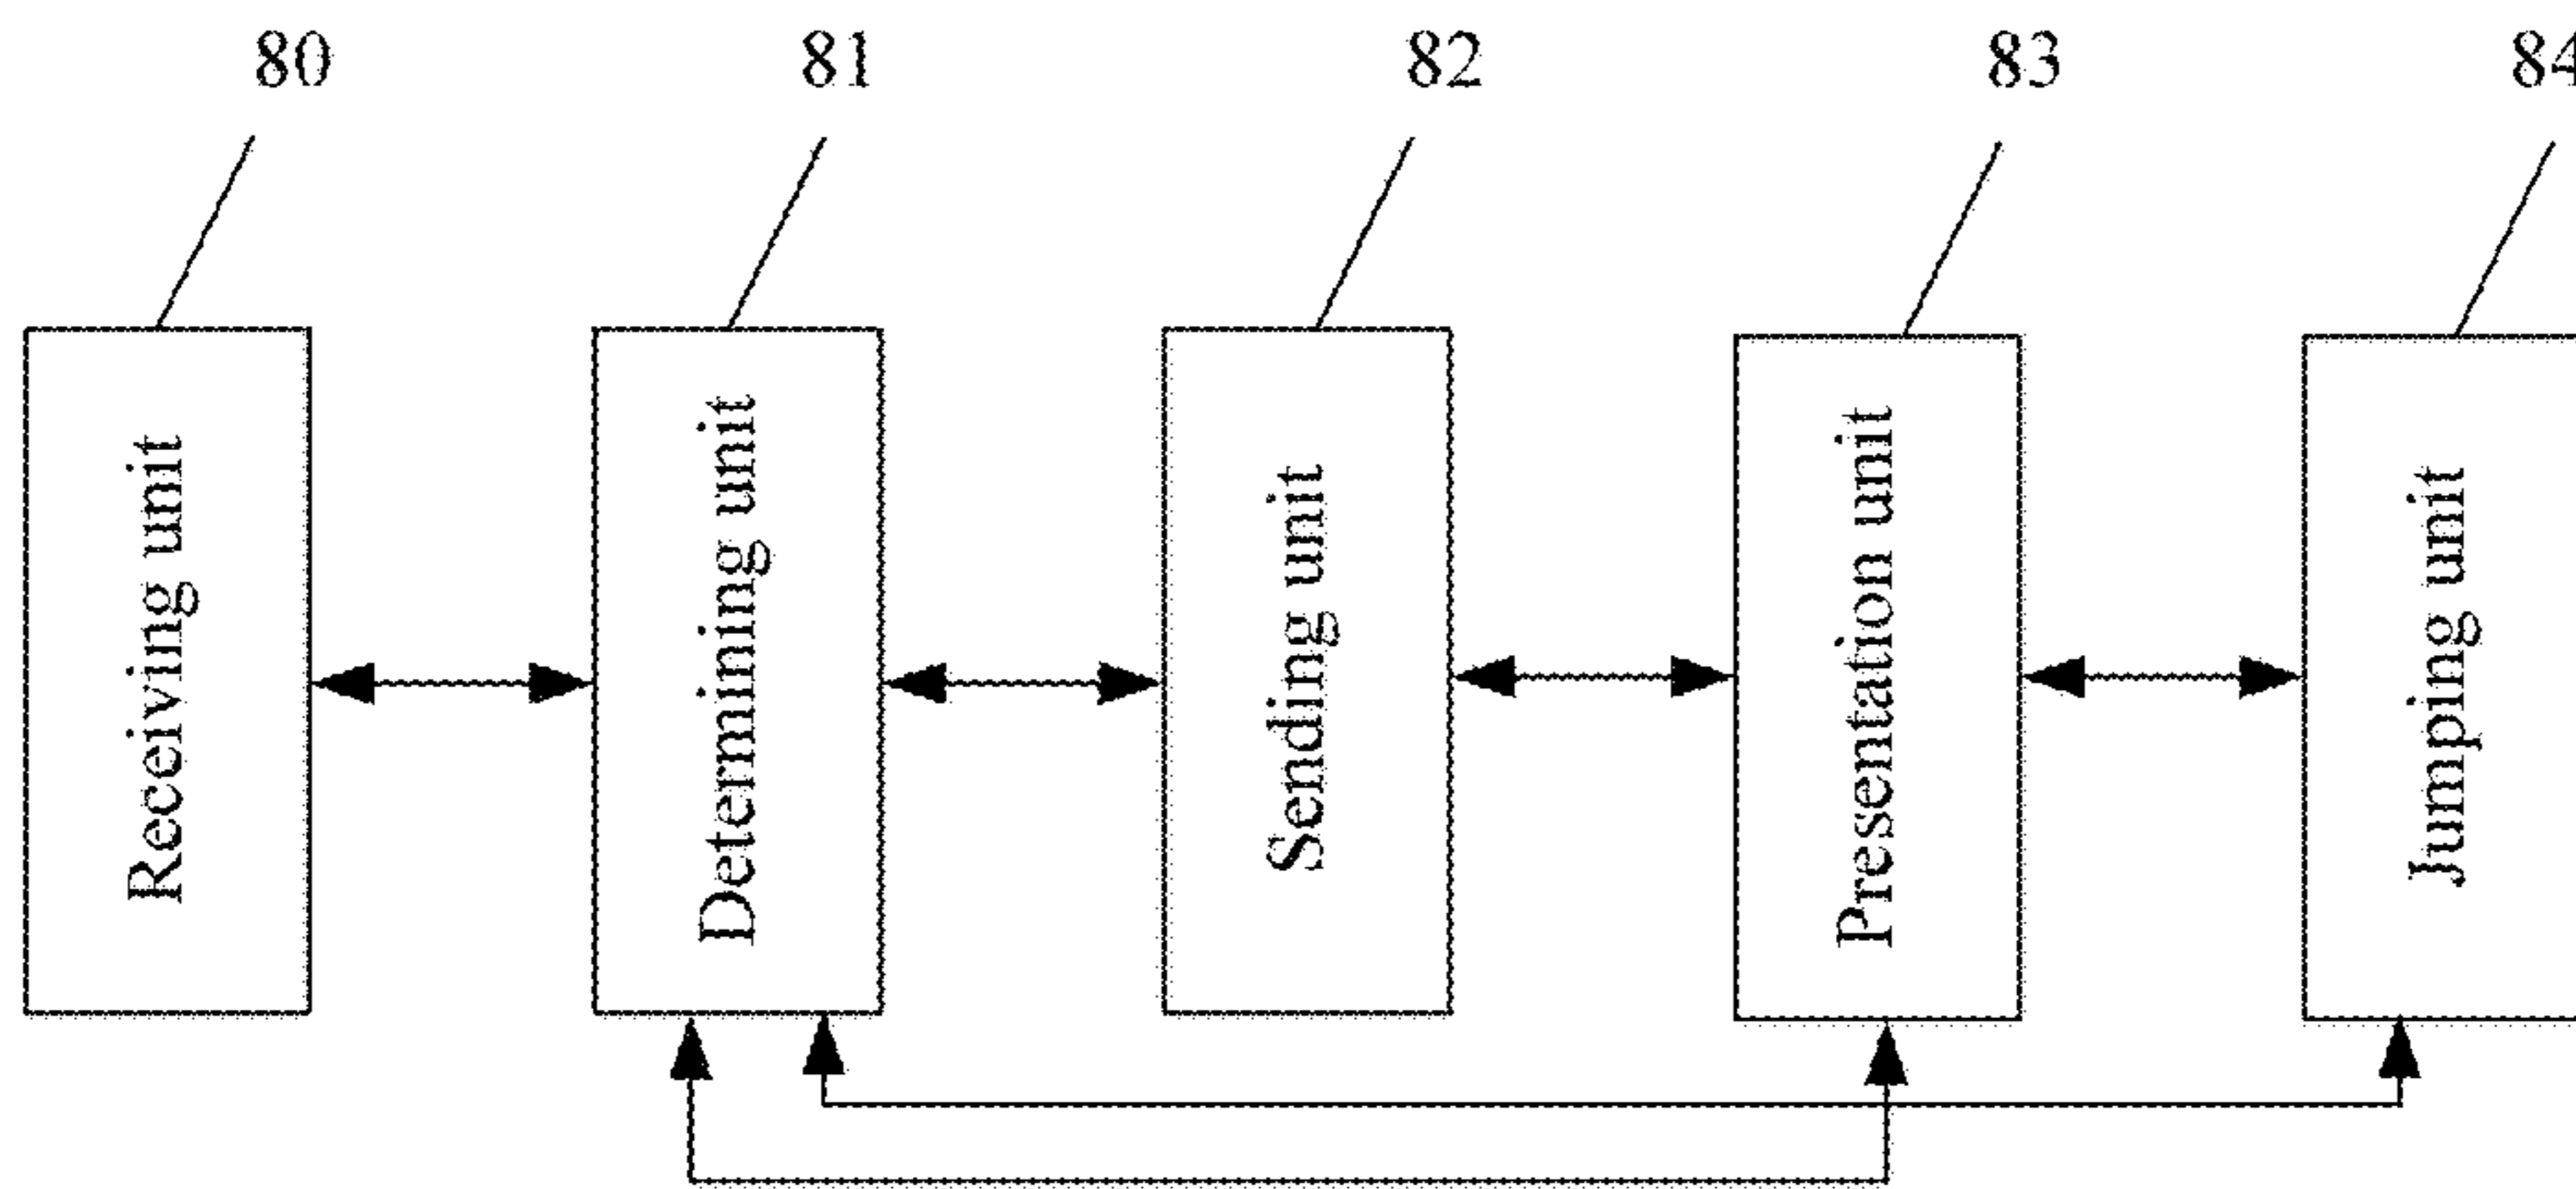 80
81
82
83
84
Receiving unit
Determining unit
Sending unit
Presentation unit
Jumping unit